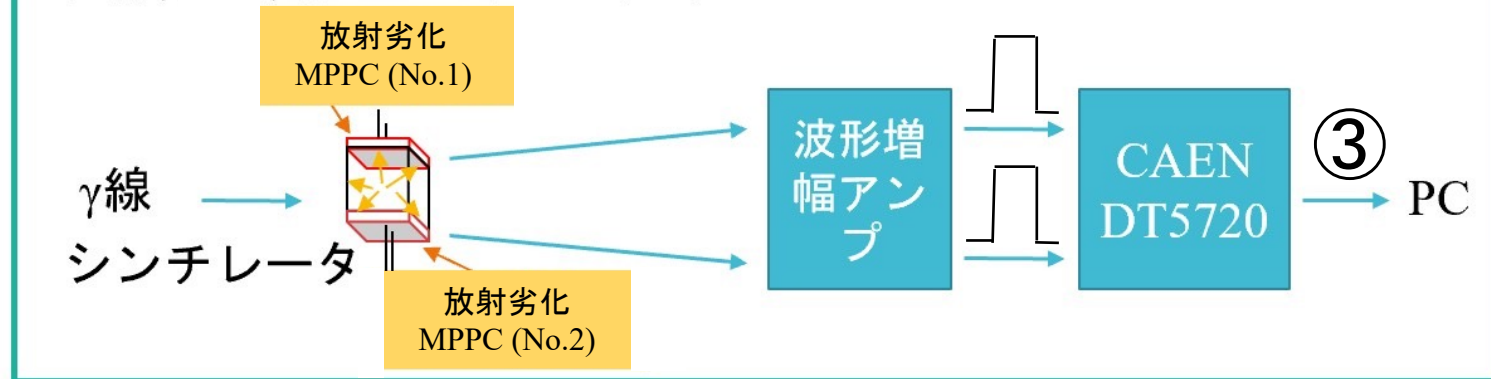 放射劣化
MPPC (No.1)
γ線
シンチレータ
放射劣化
MPPC (No.2)
波形増
幅アン
プ
CAEN
DT5720
③
PC